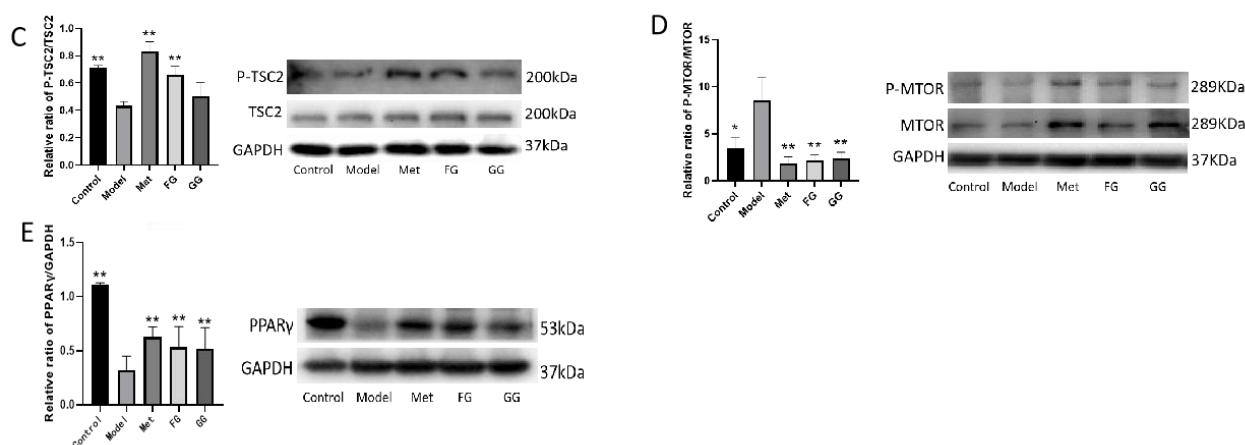 C
Relative ratio of P-TSC2/TSC2
1.0
0.8
0.6
0.4
0.2
0.0
**
**
**
Control
Model
Met
FG
GG
P-TSC2
200kDa
TSC2
200kDa
GAPDH
37kDa
Control Model Met FG GG
D
Relative ratio of P-MTOR/MTOR
15
10
5
0
*
**
**
**
Control
Model
Met
FG
GG
P-MTOR
289KDa
MTOR
289KDa
GAPDH
37KDa
Control Model Met FG GG
E
Relative ratio of PPARγ/GAPDH
1.5
1.0
0.5
0.0
**
**
**
**
Control
Model
Met
FG
GG
PPARγ
53kDa
GAPDH
37kDa
Control Model Met FG GG